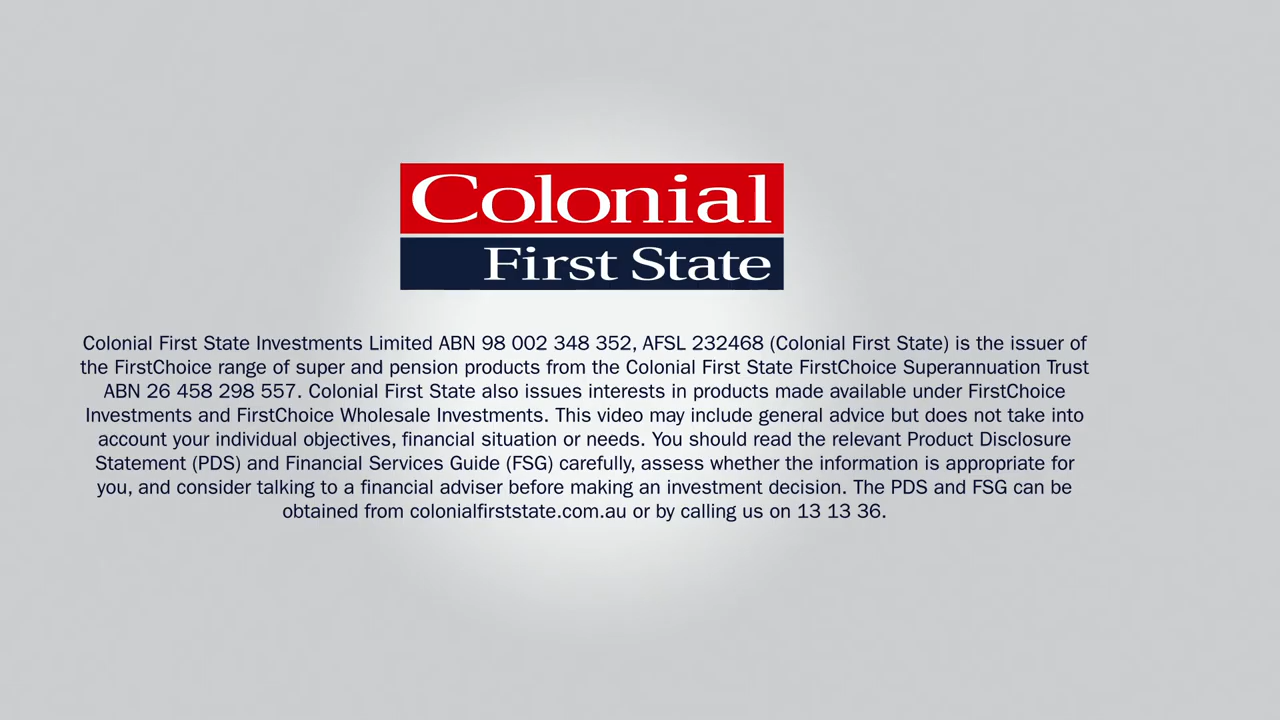 Colonial
First State
Colonial First State Investments Limited ABN 98 002 348 352, AFSL 232468 (Colonial First State) is the issuer of
the FirstChoice range of super and pension products from the Colonial First State FirstChoice Superannuation Trust
ABN 26 458 298 557. Colonial First State also issues interests in products made available under FirstChoice
Investments and FirstChoice Wholesale Investments. This video may include general advice but does not take into
account your individual objectives, financial situation or needs. You should read the relevant Product Disclosure
Statement (PDS) and Financial Services Guide (FSG) carefully, assess whether the information is appropriate for
you, and consider talking to a financial adviser before making an investment decision. The PDS and FSG can be
obtained from colonialfirststate.com.au or by calling us on 13 13 36.